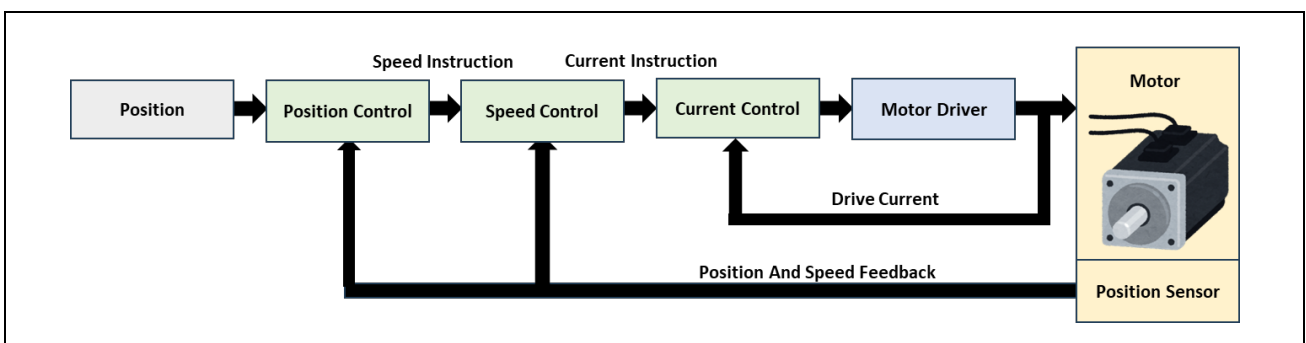 Speed Instruction
Current Instruction
Motor
Position
Position Control
Speed Control
Current Control
Motor Driver
Drive Current
Position And Speed Feedback
Position Sensor